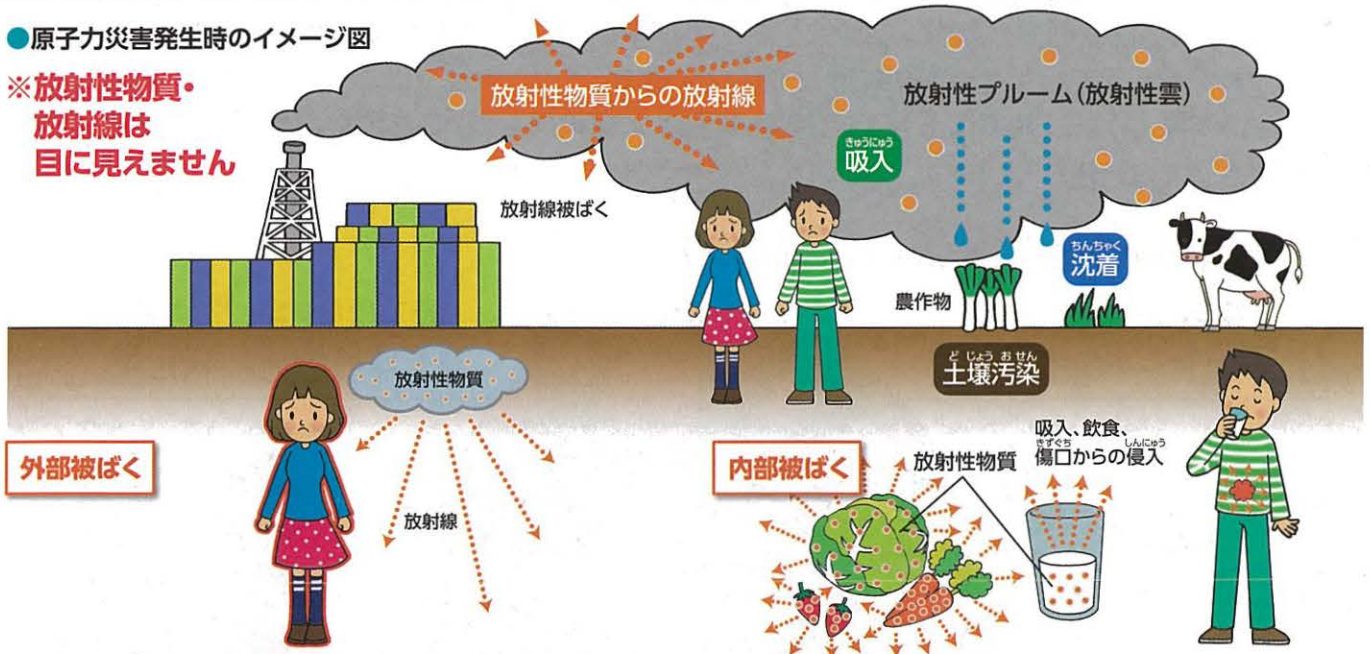 ●原子力災害発生時のイメージ図
※放射性物質・
放射線は
目に見えません
放射性物質からの放射線
放射性プルーム（放射性雲）
きゅうにゅう
吸入
放射線被ばく
ちんちゃく
沈着
農作物
どじょうおせん
土壌汚染
放射性物質
外部被ばく
放射線
内部被ばく
放射性物質
吸入、飲食、
きずぐち しんにゅう
傷口からの侵入